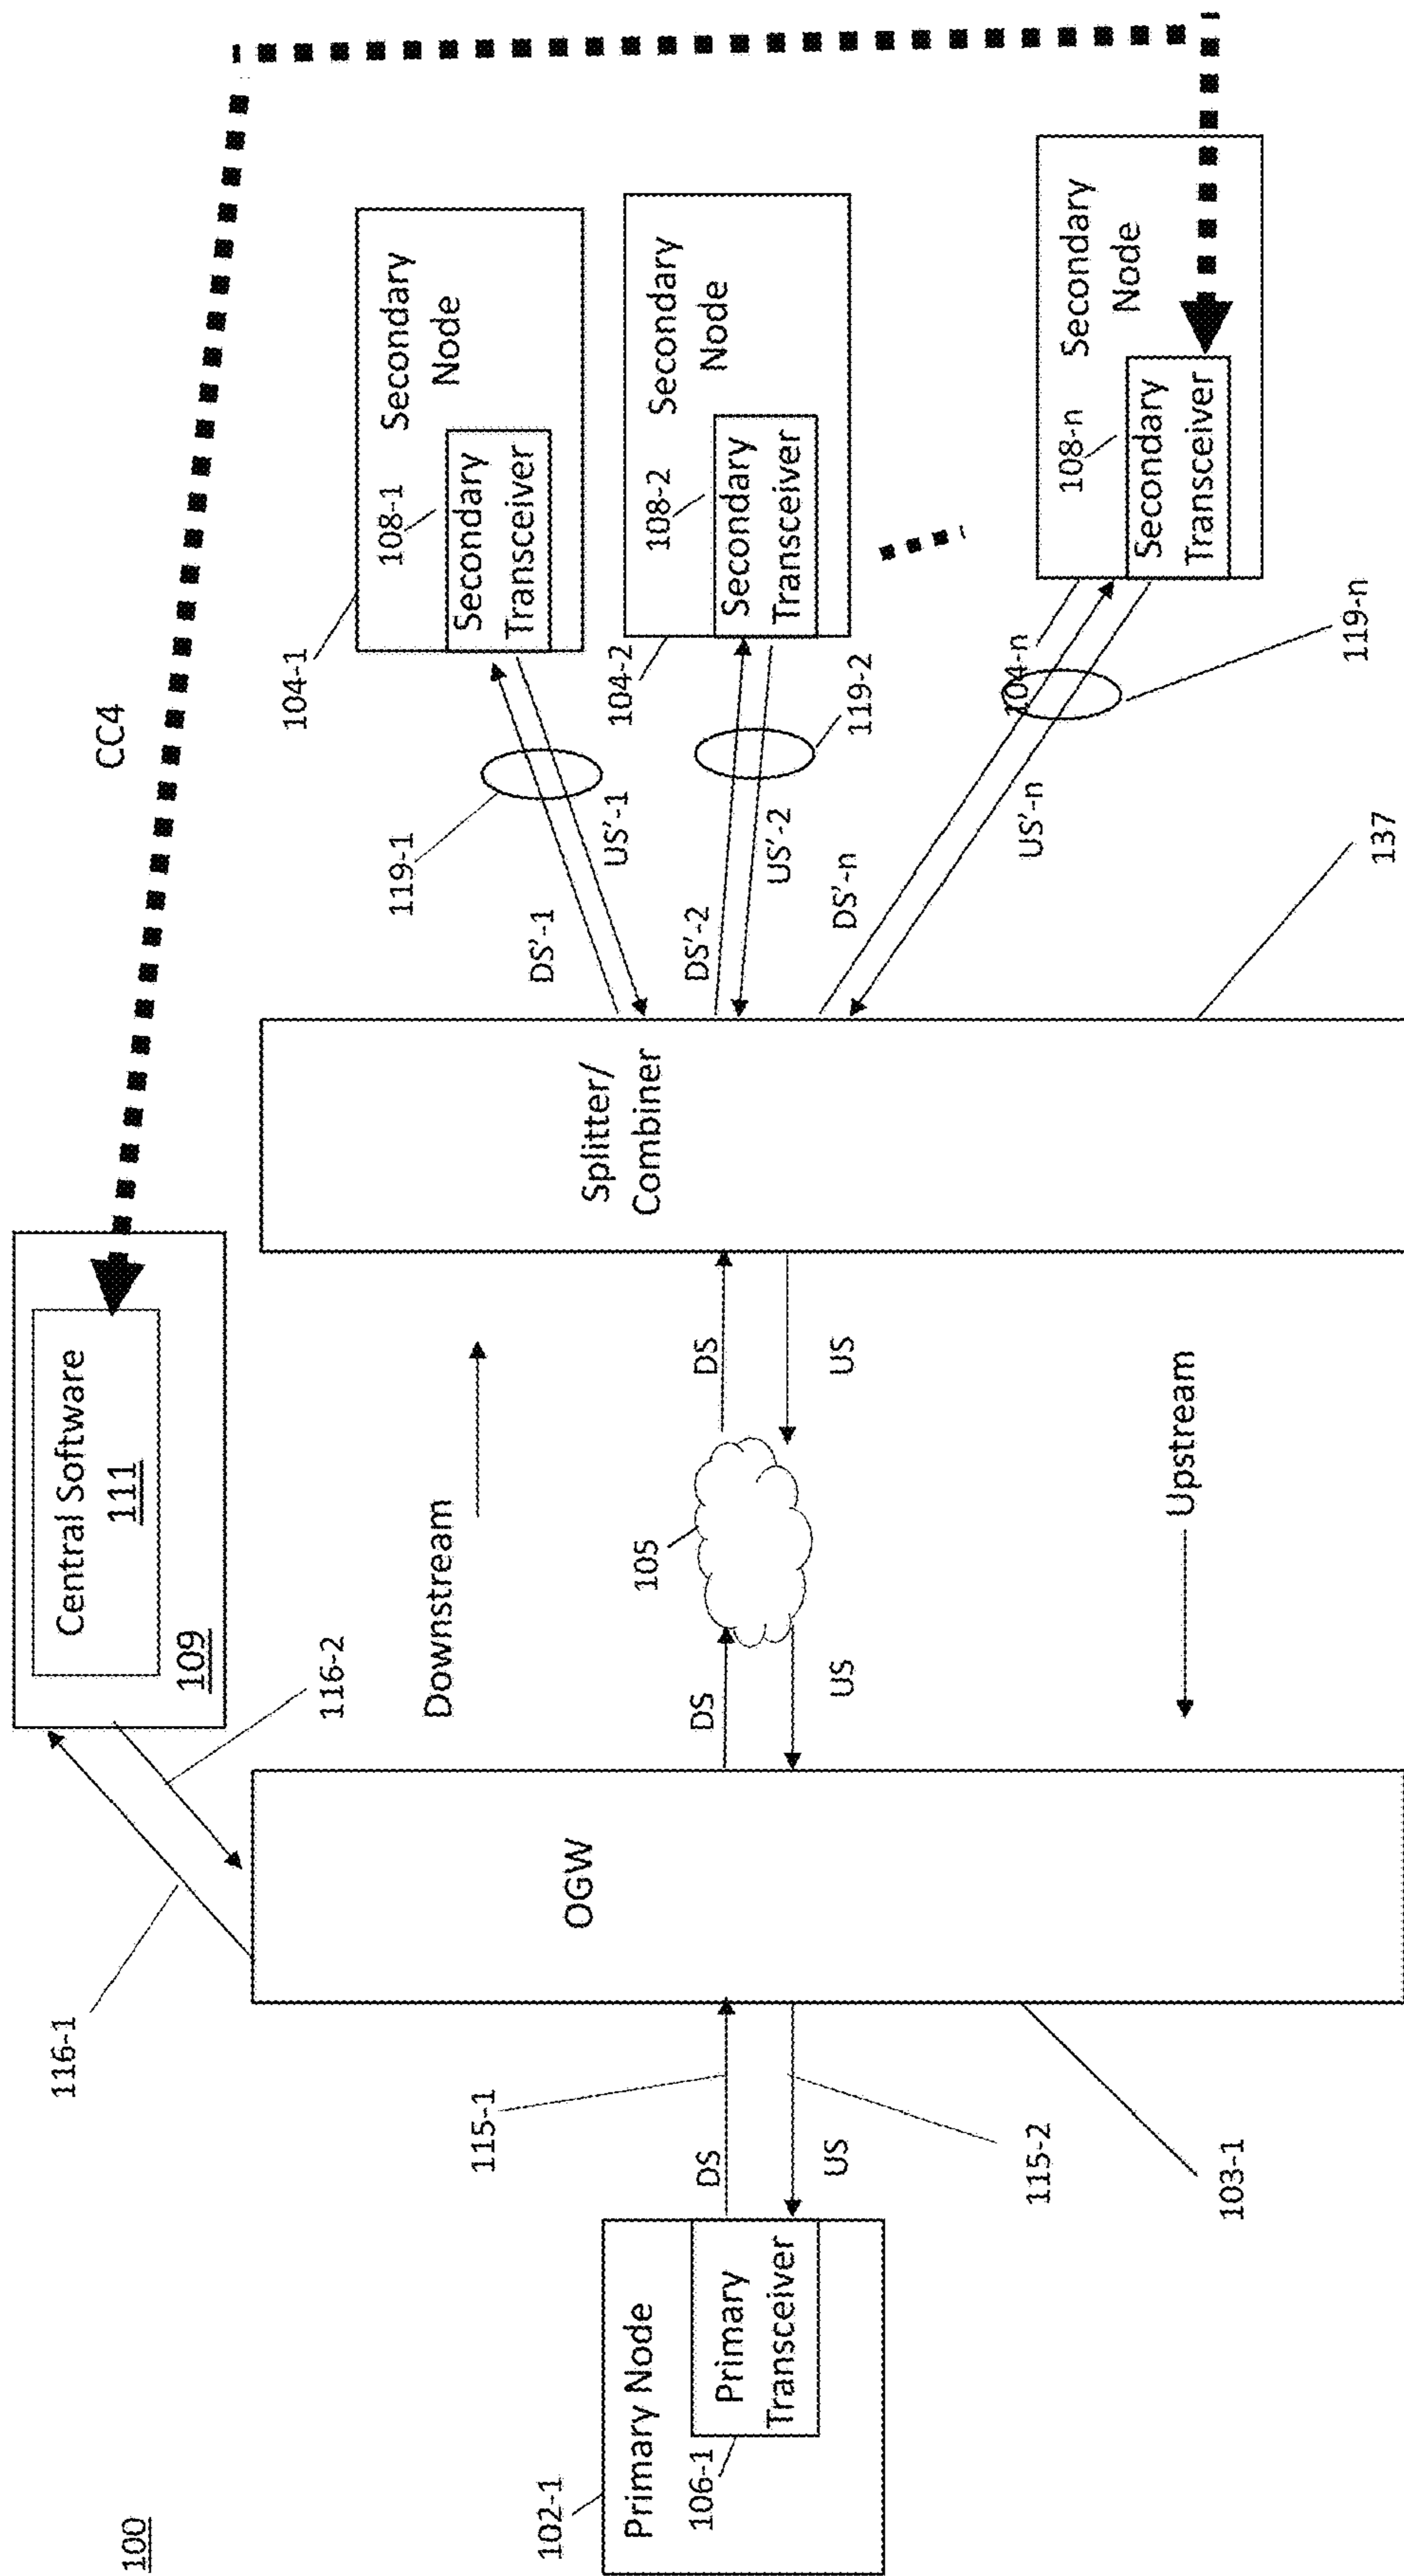 100
CC4
Central Software
111
109
116-1
116-2
Downstream
Upstream
102-1
Primary Node
106-1
Primary
Transceiver
115-1
DS
US
115-2
103-1
OGW
DS
US
105
DS
US
Splitter/
Combiner
137
DS'-1
US'-1
119-1
104-1
108-1
Secondary
Node
Secondary
Transceiver
DS'-2
US'-2
119-2
104-2
108-2
Secondary
Node
Secondary
Transceiver
DS'-n
US'-n
119-n
104-n
108-n
Secondary
Node
Secondary
Transceiver